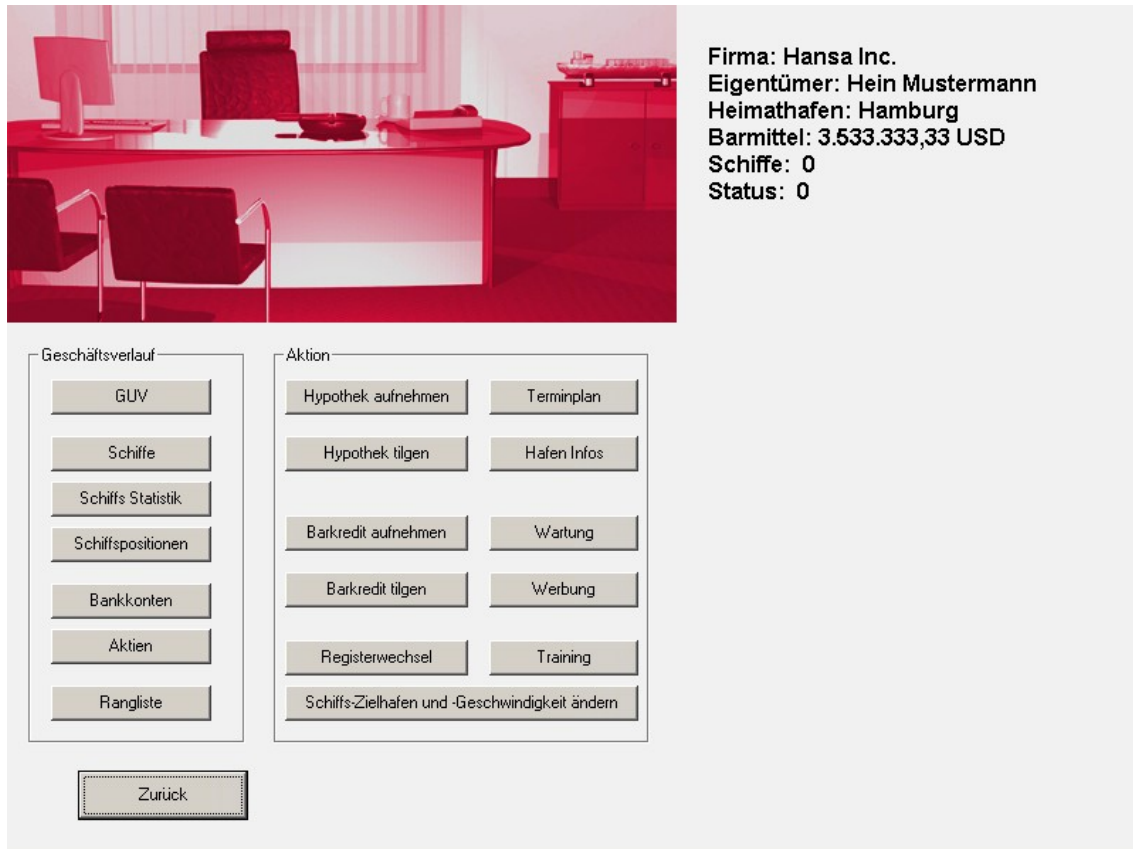 Firma: Hansa Inc.
Eigentümer: Hein Mustermann
Heimathafen: Hamburg
Barmittel: 3.533.333,33 USD
Schiffe: 0
Status: 0
Geschäftsverlauf
GUV
Schiffe
Schiffs Statistik
Schiffspositionen
Bankkonten
Aktien
Rangliste
Aktion
Hypothek aufnehmen
Terminplan
Hypothek tilgen
Hafen Infos
Barkredit aufnehmen
Wartung
Barkredit tilgen
Werbung
Registerwechsel
Training
Schiffs-Zielhafen und -Geschwindigkeit ändern
Zurück